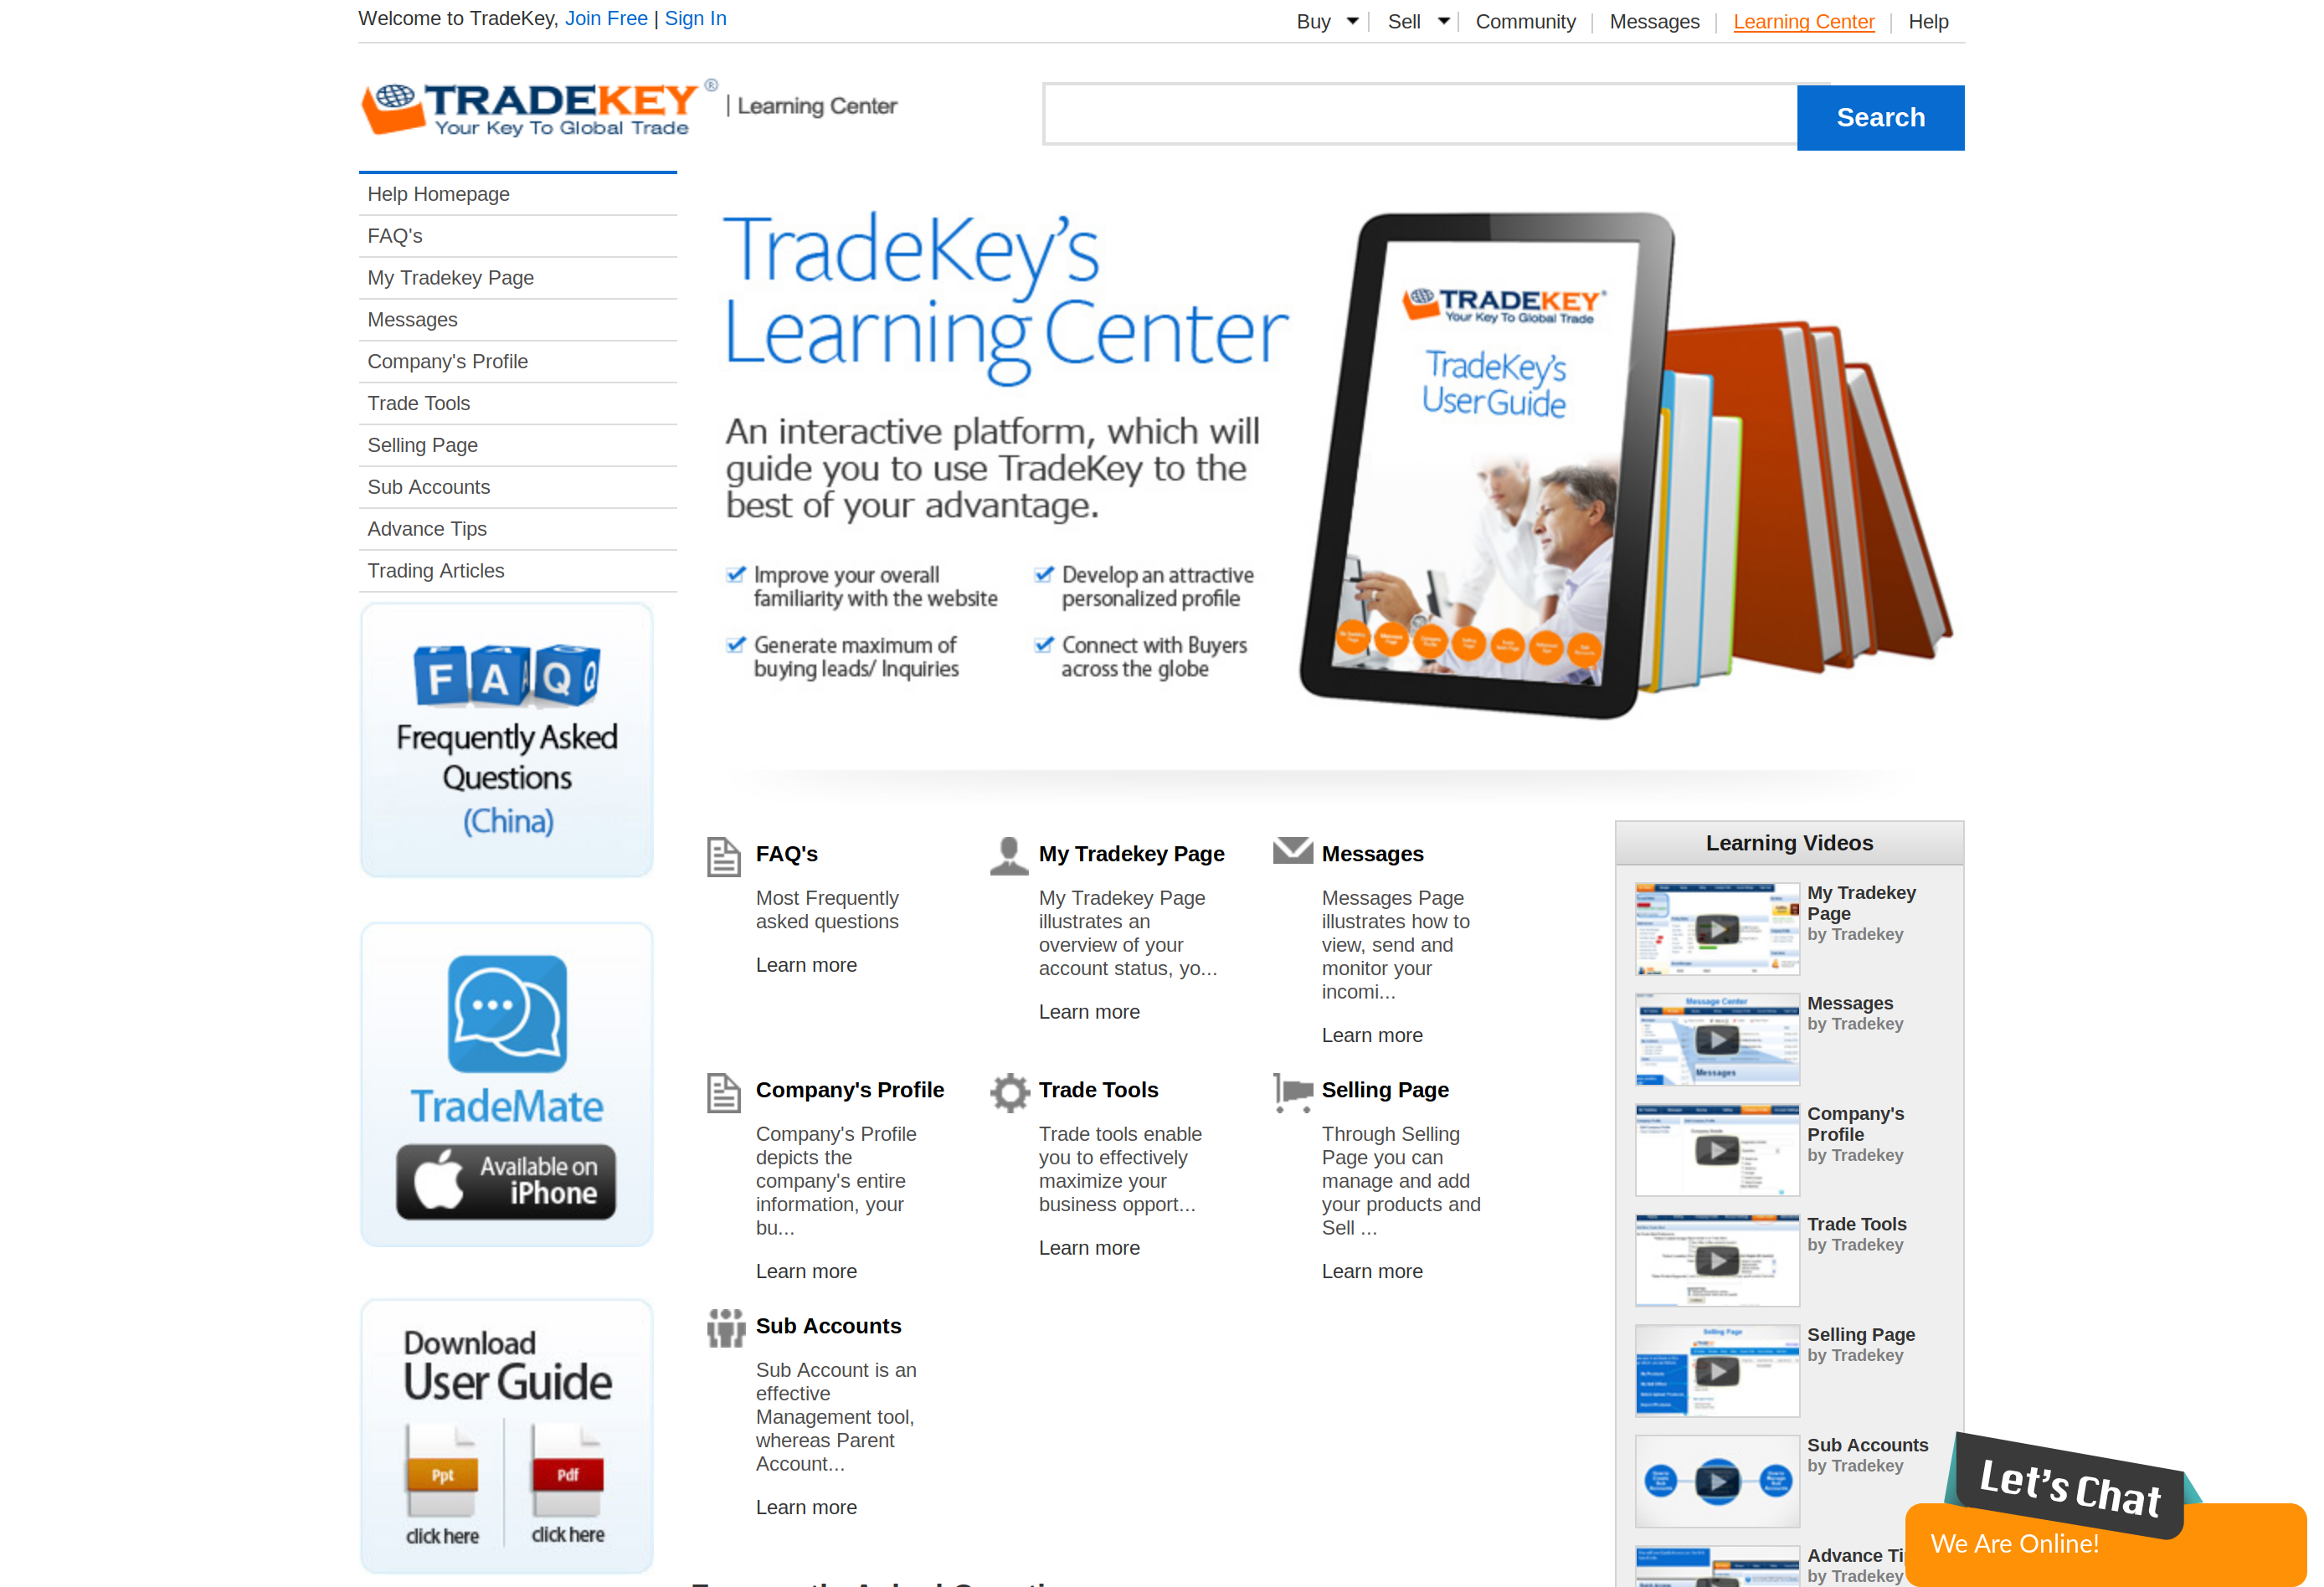 Welcome to TradeKey, Join Free | Sign In
Buy Sell Community Messages Learning Center Help
TRADEKEY®
Your Key To Global Trade
| Learning Center
Search
Help Homepage
FAQ's
My Tradekey Page
Messages
Company's Profile
Trade Tools
Selling Page
Sub Accounts
Advance Tips
Trading Articles
TradeKey's
Learning Center
An interactive platform, which will
guide you to use TradeKey to the
best of your advantage.
Improve your overall
familiarity with the website
Develop an attractive
personalized profile
Generate maximum of
buying leads/ Inquiries
Connect with Buyers
across the globe
TRADEKEY
Your Key To Global Trade
TradeKey's
User Guide
FAQ
Frequently Asked
Questions
(China)
TradeMate
Available on
iPhone
Download
User Guide
Ppt
Pdf
click here
click here
FAQ's
Most Frequently
asked questions
Learn more
My Tradekey Page
My Tradekey Page
illustrates an
overview of your
account status, yo...
Learn more
Messages
Messages Page
illustrates how to
view, send and
monitor your
incomi...
Learn more
Company's Profile
Company's Profile
depicts the
company's entire
information, your
bu...
Learn more
Trade Tools
Trade tools enable
you to effectively
maximize your
business opport...
Learn more
Selling Page
Through Selling
Page you can
manage and add
your products and
Sell ...
Learn more
Sub Accounts
Sub Account is an
effective
Management tool,
whereas Parent
Account...
Learn more
Learning Videos
My Tradekey
Page
by Tradekey
Message Center
Messages
Messages
by Tradekey
Company's
Profile
by Tradekey
Trade Tools
by Tradekey
Selling Page
Selling Page
by Tradekey
Sub Accounts
by Tradekey
Advance
by Tradekey
Let's Chat
We Are Online!